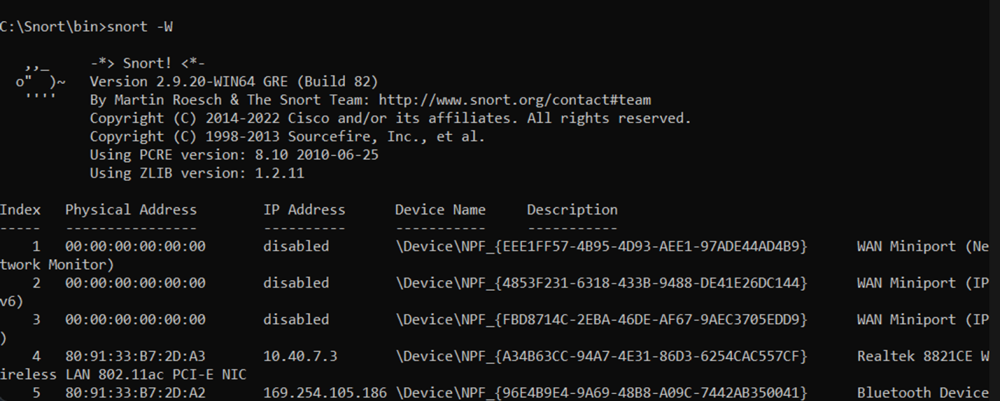 C:\Snort\bin>snort -W
,,_     -*> Snort! <*-
o"  )~   Version 2.9.20-WIN64 GRE (Build 82)
''''    By Martin Roesch & The Snort Team: http://www.snort.org/contact#team
Copyright (C) 2014-2022 Cisco and/or its affiliates. All rights reserved.
Copyright (C) 1998-2013 Sourcefire, Inc., et al.
Using PCRE version: 8.10 2010-06-25
Using ZLIB version: 1.2.11
Index   Physical Address        IP Address      Device Name     Description
-----   ----------------        ----------      -----------     -----------
1   00:00:00:00:00:00       disabled        \Device\NPF_{EEE1FF57-4B95-4D93-AEE1-97ADE44AD4B9}      WAN Miniport (Ne
twork Monitor)
2   00:00:00:00:00:00       disabled        \Device\NPF_{4853F231-6318-433B-9488-DE41E26DC144}      WAN Miniport (IP
v6)
3   00:00:00:00:00:00       disabled        \Device\NPF_{FBD8714C-2EBA-46DE-AF67-9AEC3705EDD9}      WAN Miniport (IP
)
4   80:91:33:B7:2D:A3       10.40.7.3       \Device\NPF_{A34B63CC-94A7-4E31-86D3-6254CAC557CF}      Realtek 8821CE W
ireless LAN 802.11ac PCI-E NIC
5   80:91:33:B7:2D:A2       169.254.105.186 \Device\NPF_{96E4B9E4-9A69-48B8-A09C-7442AB350041}      Bluetooth Device